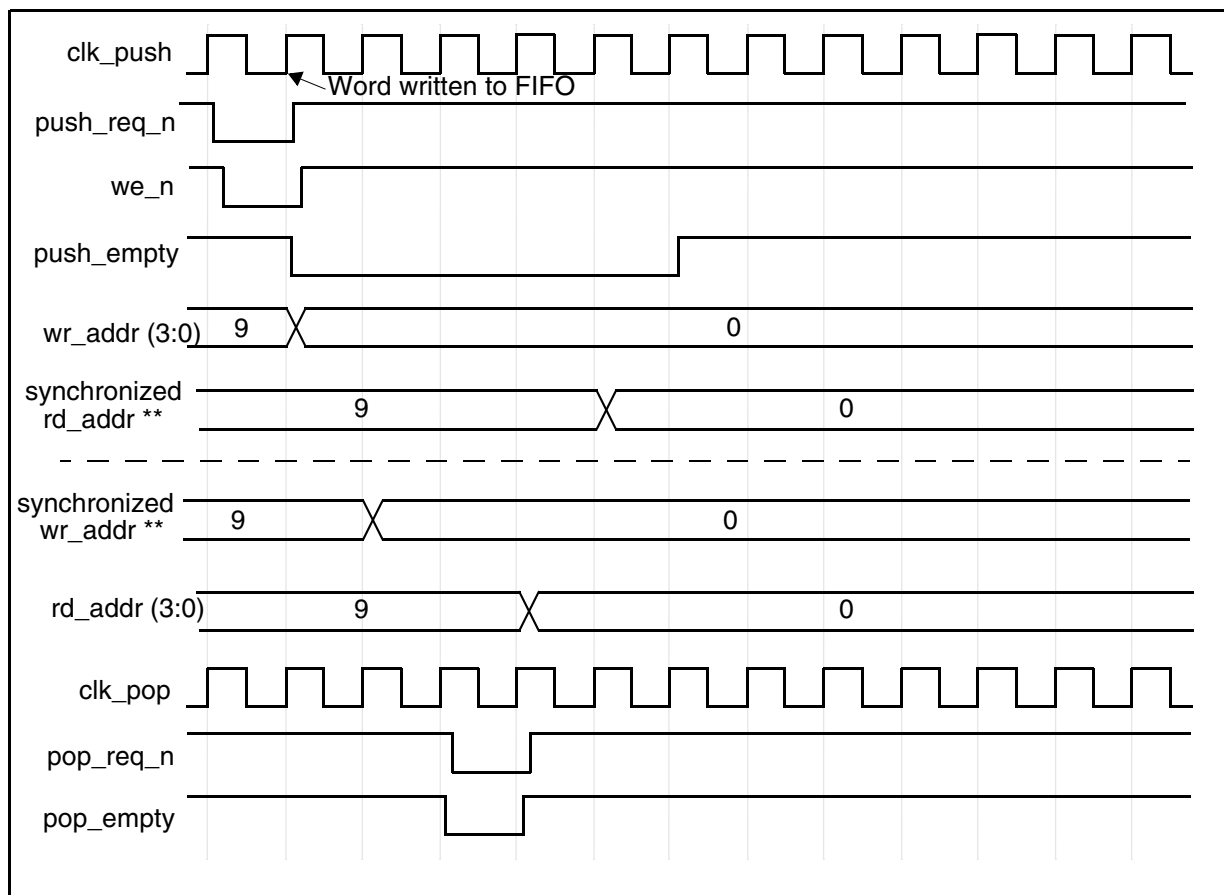 clk_push
Word written to FIFO
push_req_n
we_n
push_empty
wr_addr (3:0) 9 0
synchronized
rd_addr ** 9 0
synchronized
wr_addr ** 9 0
rd_addr (3:0) 9 0
clk_pop
pop_req_n
pop_empty